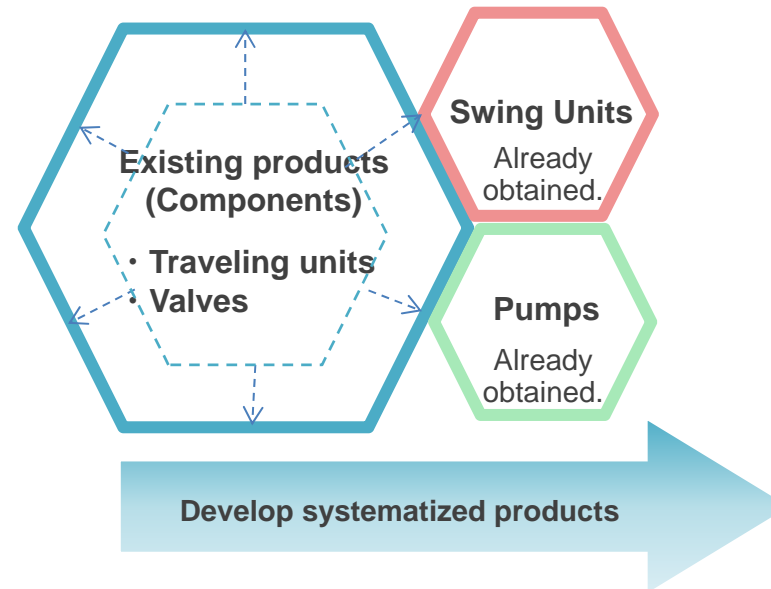 Existing products
(Components)
・Traveling units
・Valves
Swing Units
Already
obtained.
Pumps
Already
obtained.
Develop systematized products